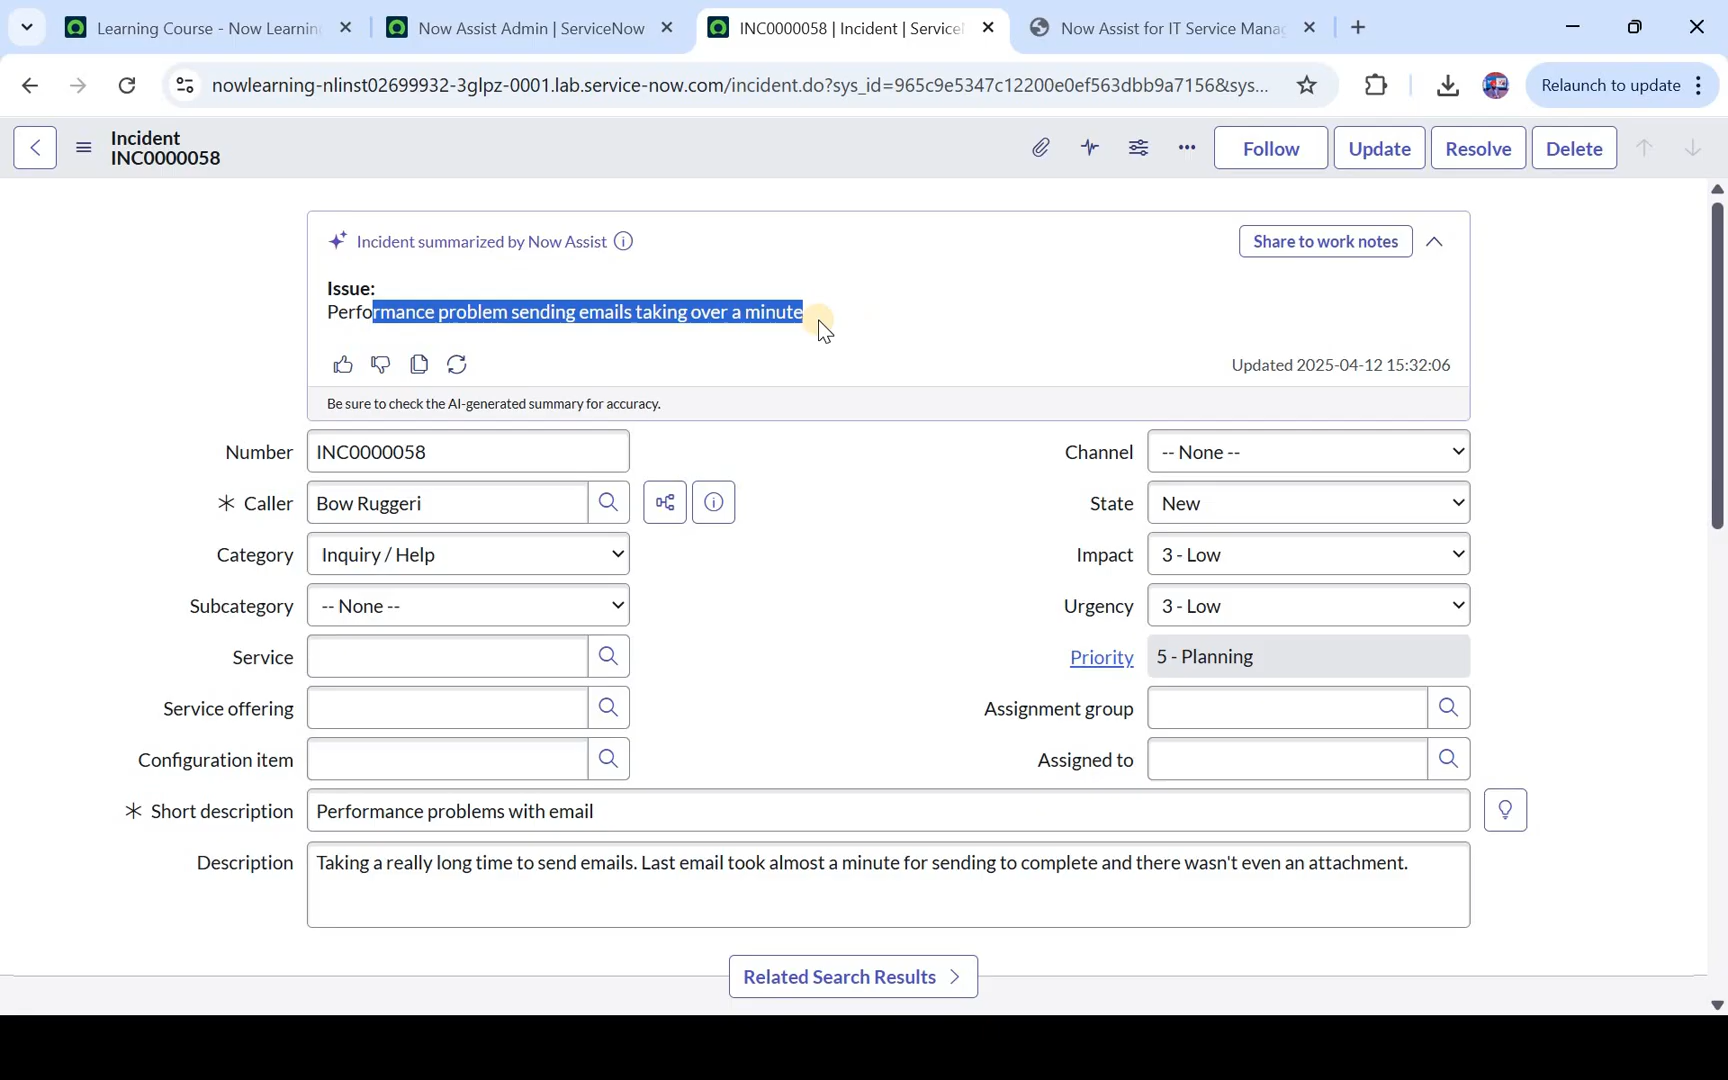 Learning Course - Now Learnin
Now Assist Admin | ServiceNow
INC0000058 | Incident | Service
Now Assist for IT Service Mana
nowlearning-nlinst02699932-3glpz-0001.lab.service-now.com/incident.do?sys_id=965c9e5347c12200e0ef563dbb9a7156&sys...
Relaunch to update
Incident
INC0000058
Follow
Update
Resolve
Delete
Incident summarized by Now Assist
Share to work notes
Issue:
Performance problem sending emails taking over a minute
Updated 2025-04-12 15:32:06
Be sure to check the AI-generated summary for accuracy.
Number INC0000058
Channel -- None --
Caller Bow Ruggeri
State New
Category Inquiry / Help
Impact 3 - Low
Subcategory -- None --
Urgency 3 - Low
Service
Priority 5 - Planning
Service offering
Assignment group
Configuration item
Assigned to
Short description Performance problems with email
Description Taking a really long time to send emails. Last email took almost a minute for sending to complete and there wasn't even an attachment.
Related Search Results